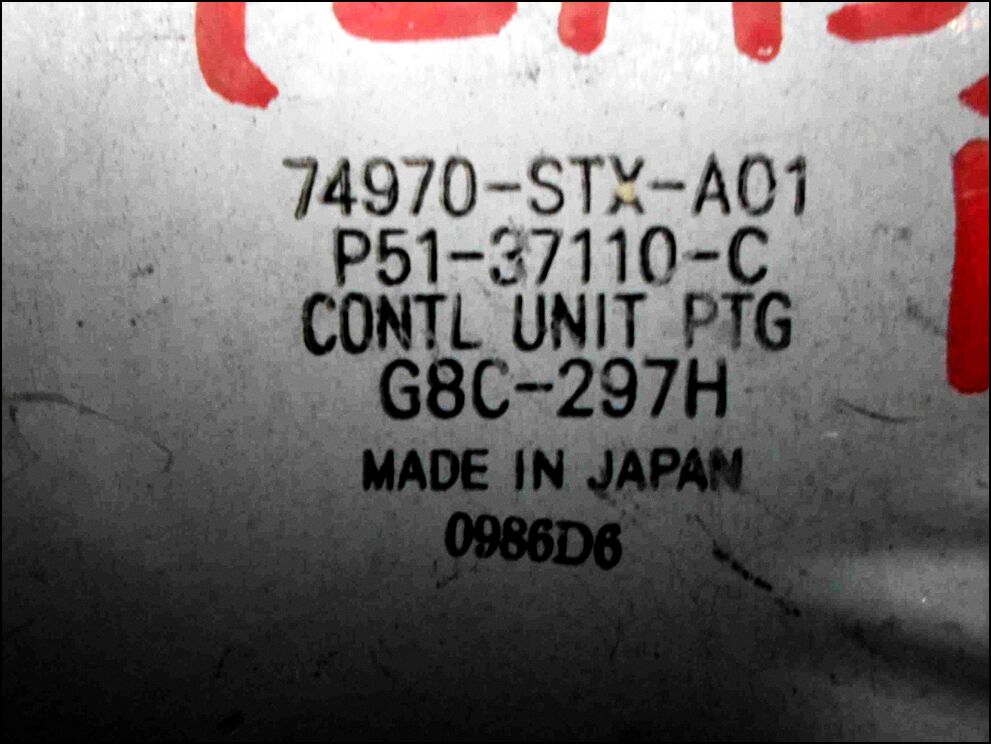 74970-STX-A01
P51-37110-C
CONTL UNIT PTG
G8C-297H
MADE IN JAPAN
0986D6